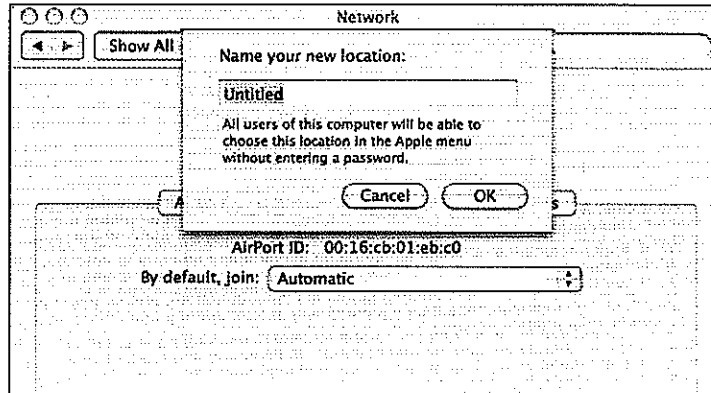 Network
Show All
Name your new location:
Untitled
All users of this computer will be able to
choose this location in the Apple menu
without entering a password.
Cancel OK
A s
AirPort ID: 00:16:cb:01:eb:c0
By default, join: Automatic